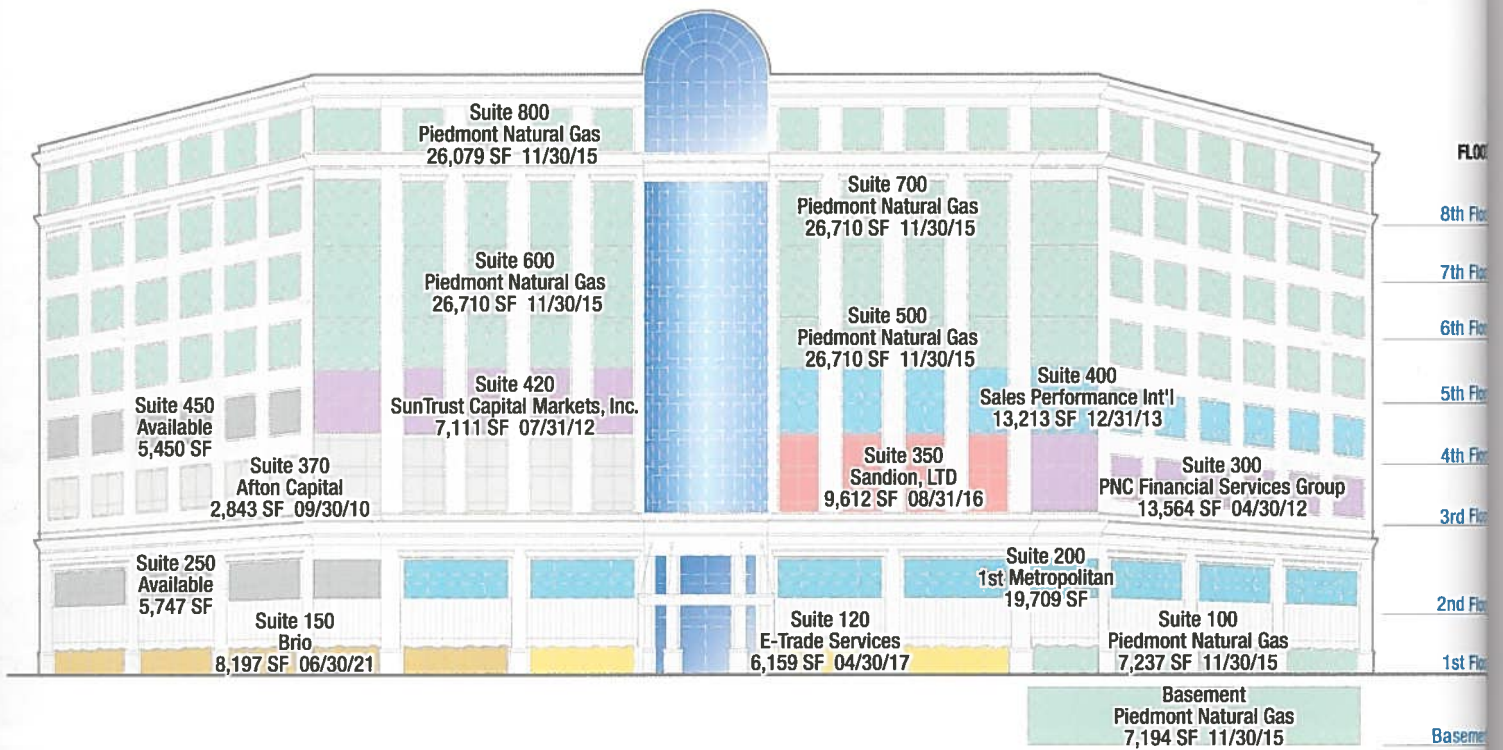 Suite 800
Piedmont Natural Gas
26,079 SF 11/30/15
Suite 700
Piedmont Natural Gas
26,710 SF 11/30/15
Suite 600
Piedmont Natural Gas
26,710 SF 11/30/15
Suite 500
Piedmont Natural Gas
26,710 SF 11/30/15
Suite 420
SunTrust Capital Markets, Inc.
7,111 SF 07/31/12
Suite 400
Sales Performance Int'l
13,213 SF 12/31/13
Suite 450
Available
5,450 SF
Suite 370
Afton Capital
2,843 SF 09/30/10
Suite 350
Sandion, LTD
9,612 SF 08/31/16
Suite 300
PNC Financial Services Group
13,564 SF 04/30/12
Suite 250
Available
5,747 SF
Suite 200
1st Metropolitan
19,709 SF
Suite 150
Brio
8,197 SF 06/30/21
Suite 120
E-Trade Services
6,159 SF 04/30/17
Suite 100
Piedmont Natural Gas
7,237 SF 11/30/15
Basement
Piedmont Natural Gas
7,194 SF 11/30/15
8th
7th
6th
5th
4th
3rd
2nd
1st